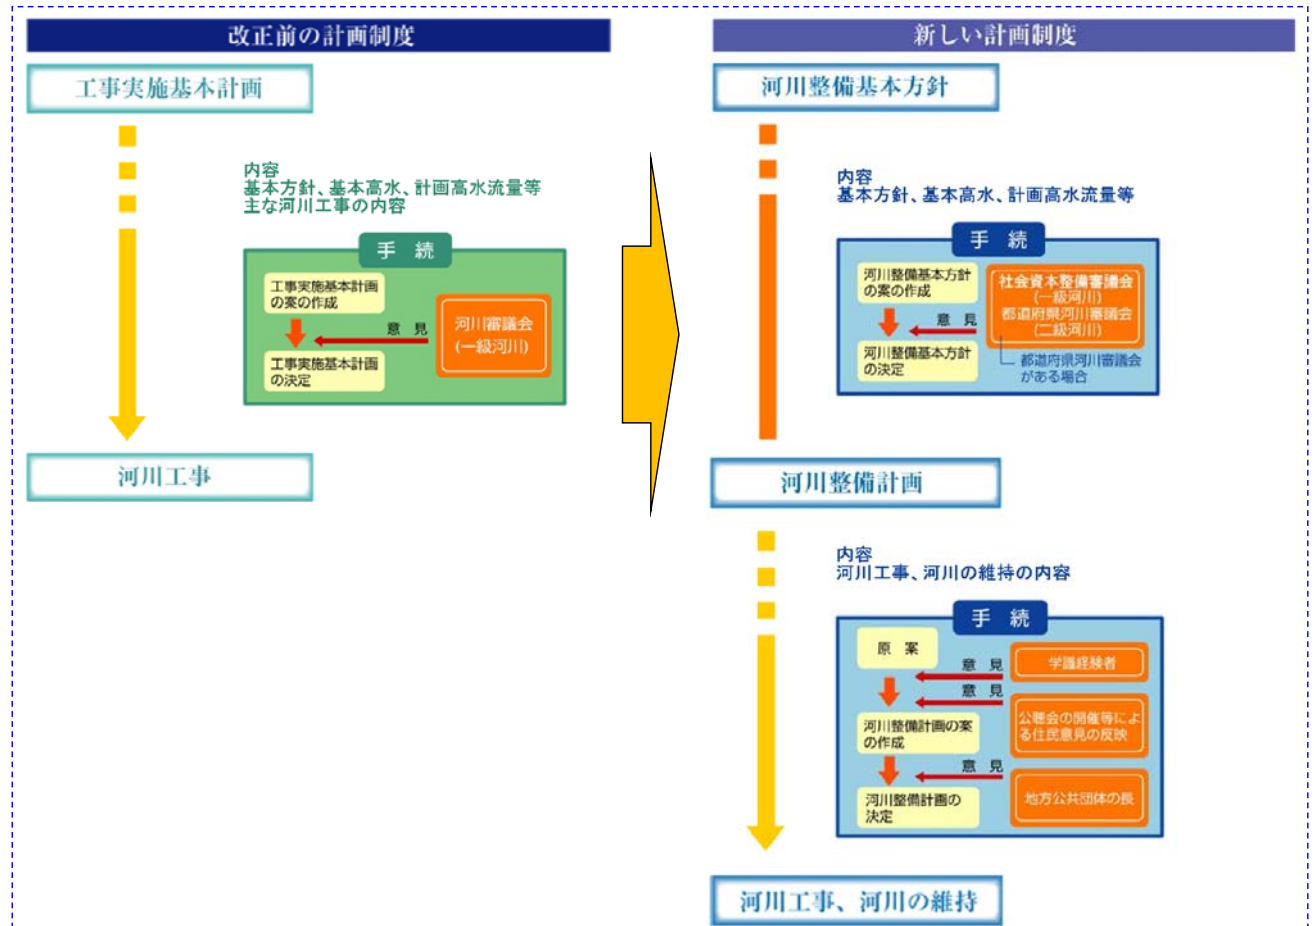 改正前の計画制度
工事実施基本計画
内容
基本方針、基本高水、計画高水流量等
主な河川工事の内容
手 続
工事実施基本計画
の案の作成
意 見
河川審議会
(一級河川)
工事実施基本計画
の決定
河川工事
新しい計画制度
河川整備基本方針
内容
基本方針、基本高水、計画高水流量等
手 続
河川整備基本方針
の案の作成
意 見
社会資本整備審議会
(一級河川)
都道府県河川審議会
(二級河川)
河川整備基本方針
の決定
都道府県河川審議会
がある場合
河川整備計画
内容
河川工事、河川の維持の内容
手 続
原 案
意 見
学識経験者
意 見
公聴会の開催等によ
る住民意見の反映
河川整備計画の案
の作成
意 見
地方公共団体の長
河川整備計画の
決定
河川工事、河川の維持